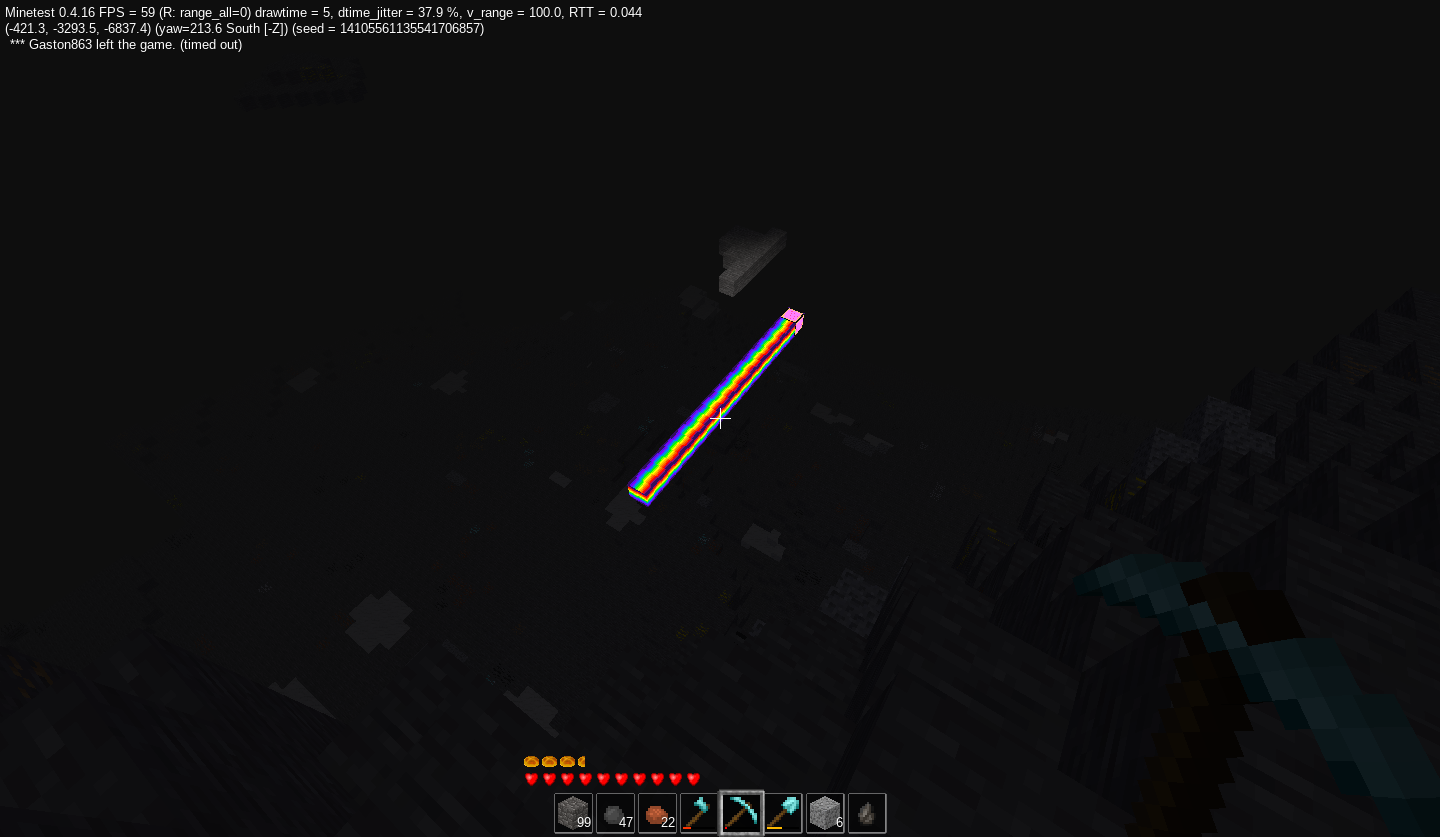 Minetest 0.4.16 FPS = 59 (R: range_all=0) drawtime = 5, dtime_jitter = 37.9 %, v_range = 100.0, RTT = 0.044
(-421.3, -3293.5, -6837.4) (yaw=213.6 South [-Z]) (seed = 14105561135541706857)
*** Gaston863 left the game. (timed out)
99 47 22 6